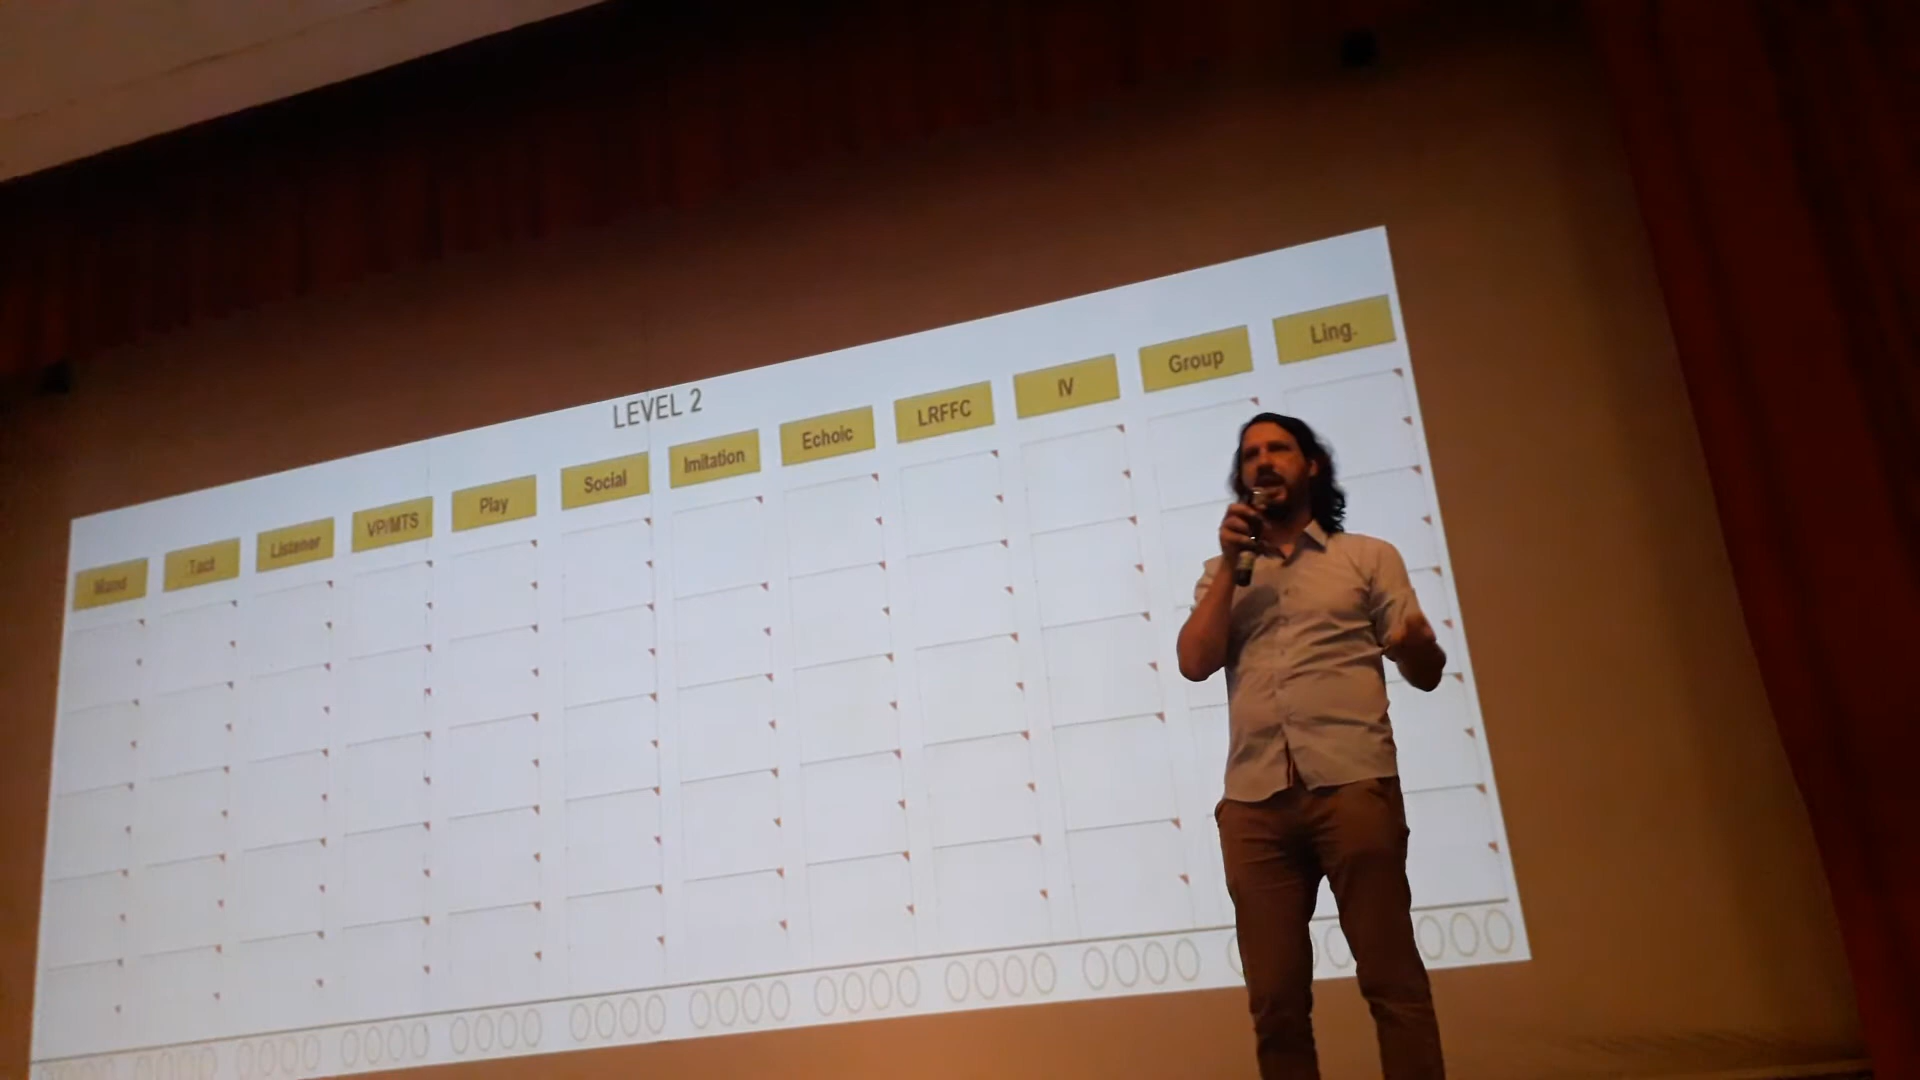 LEVEL 2
Mand
Tact
Listener
VP/MTS
Play
Social
Imitation
Echoic
LRFFC
IV
Group
Ling.